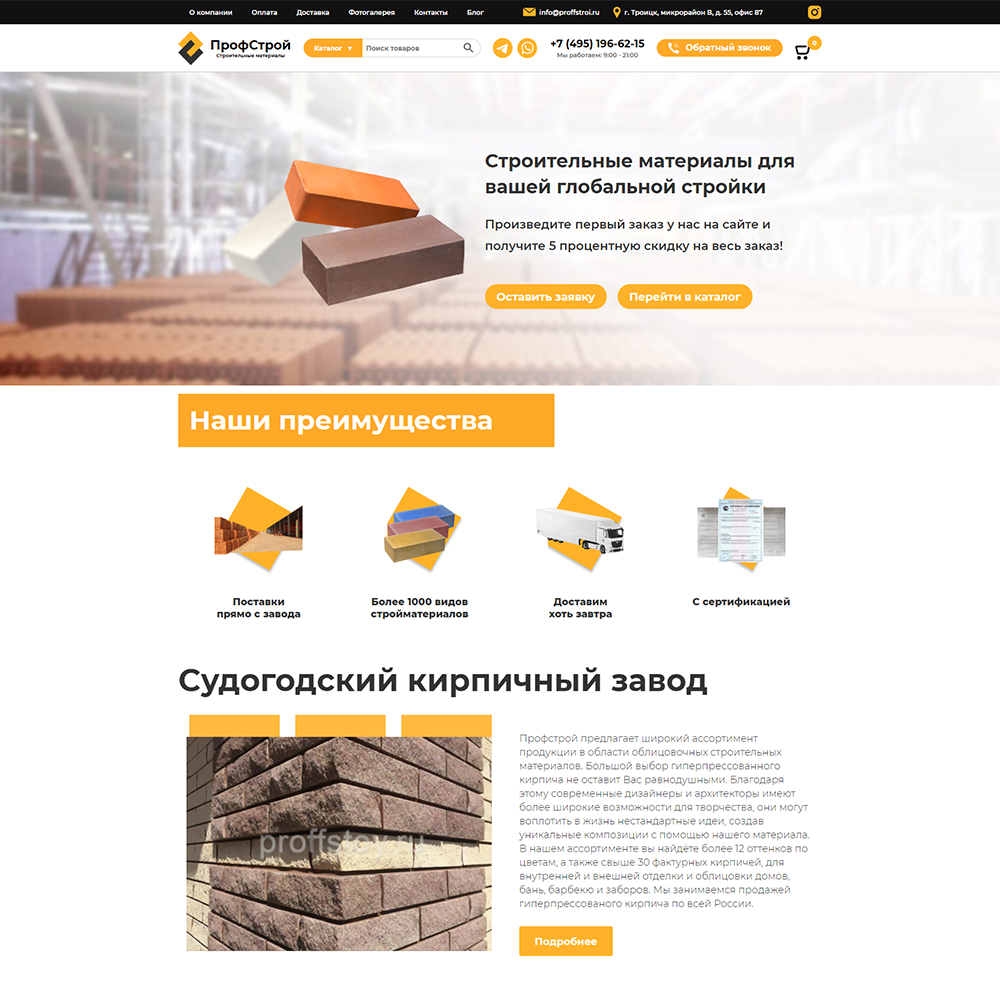 О компании Оплата Доставка Фотогалерея Контакты Блог info@proffstroi.ru г. Троицк, микрорайон В, д. 55, офис 87
ПрофСтрой
Строительные материалы
Каталог ▼ Поиск товаров
+7 (495) 196-62-15
Мы работаем: 9:00 - 21:00
Обратный звонок
0
Строительные материалы для
вашей глобальной стройки
Произведите первый заказ у нас на сайте и
получите 5 процентную скидку на весь заказ!
Оставить заявку Перейти в каталог
Наши преимущества
Поставки
прямо с завода
Более 1000 видов
стройматериалов
Доставим
хоть завтра
С сертификацией
Судогодский кирпичный завод
proffstoy.ru
Профстрой предлагает широкий ассортимент
продукции в области облицовочных строительных
материалов. Большой выбор гиперпрессованного
кирпича не оставит Вас равнодушными. Благодаря
этому современные дизайнеры и архитекторы имеют
более широкие возможности для творчества, они могут
воплотить в жизнь нестандартные идеи, создав
уникальные композиции с помощью нашего материала.
В нашем ассортименте вы найдёте более 12 оттенков по
цветам, а также свыше 30 фактурных кирпичей, для
внутренней и внешней отделки и облицовки домов,
бань, барбекю и заборов. Мы занимаемся продажей
гиперпрессованого кирпича по всей России.
Подробнее